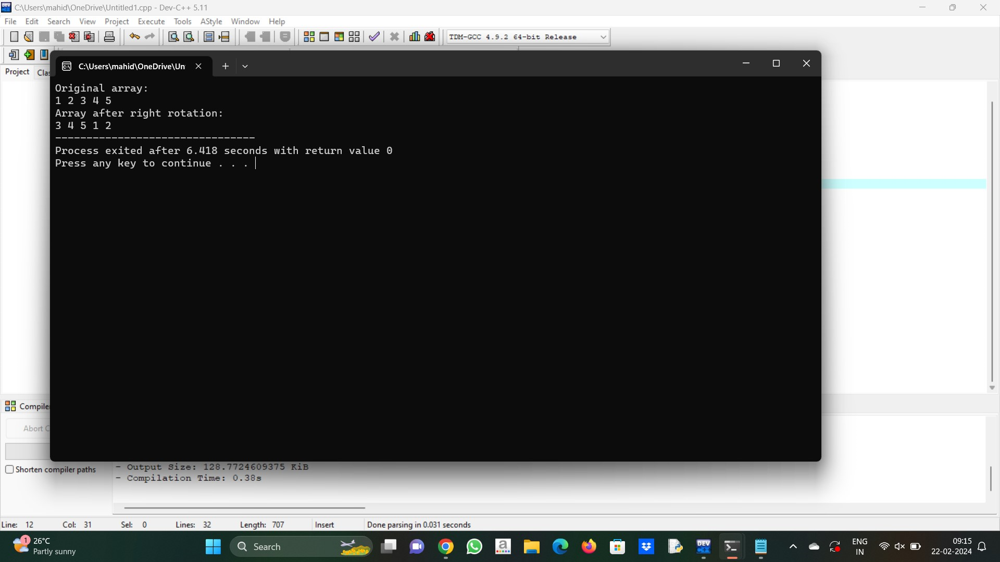 C:\Users\mahid\OneDrive\Untitled1.cpp - Dev-C++ 5.11
File Edit Search View Project Execute Tools AStyle Window Help
TDM-GCC 4.9.2 64-bit Release
C:\Users\mahid\OneDrive\Un
Project
Original array:
1 2 3 4 5
Array after right rotation:
3 4 5 1 2
--------------------------------
Process exited after 6.418 seconds with return value 0
Press any key to continue . . .
Compiler
Abort
Shorten compiler paths
- Output Size: 128.7724609375 KiB
- Compilation Time: 0.38s
Line: 12 Col: 31 Sel: 0 Lines: 32 Length: 707 Insert Done parsing in 0.031 seconds
1
26°C
Partly sunny
Search
a
DEV
ENG
IN
09:15
22-02-2024